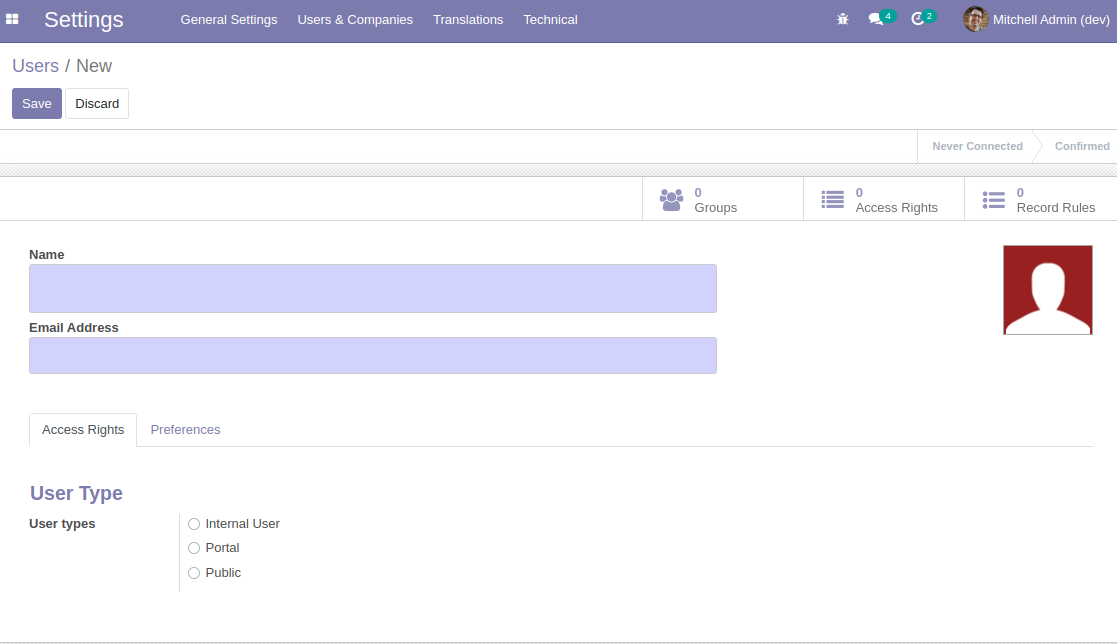 Settings General Settings Users & Companies Translations Technical 4 2 Mitchell Admin (dev)
Users / New
Save Discard
Never Connected Confirmed
0 Groups 0 Access Rights 0 Record Rules
Name
Email Address
Access Rights Preferences
User Type
User types Internal User
Portal
Public